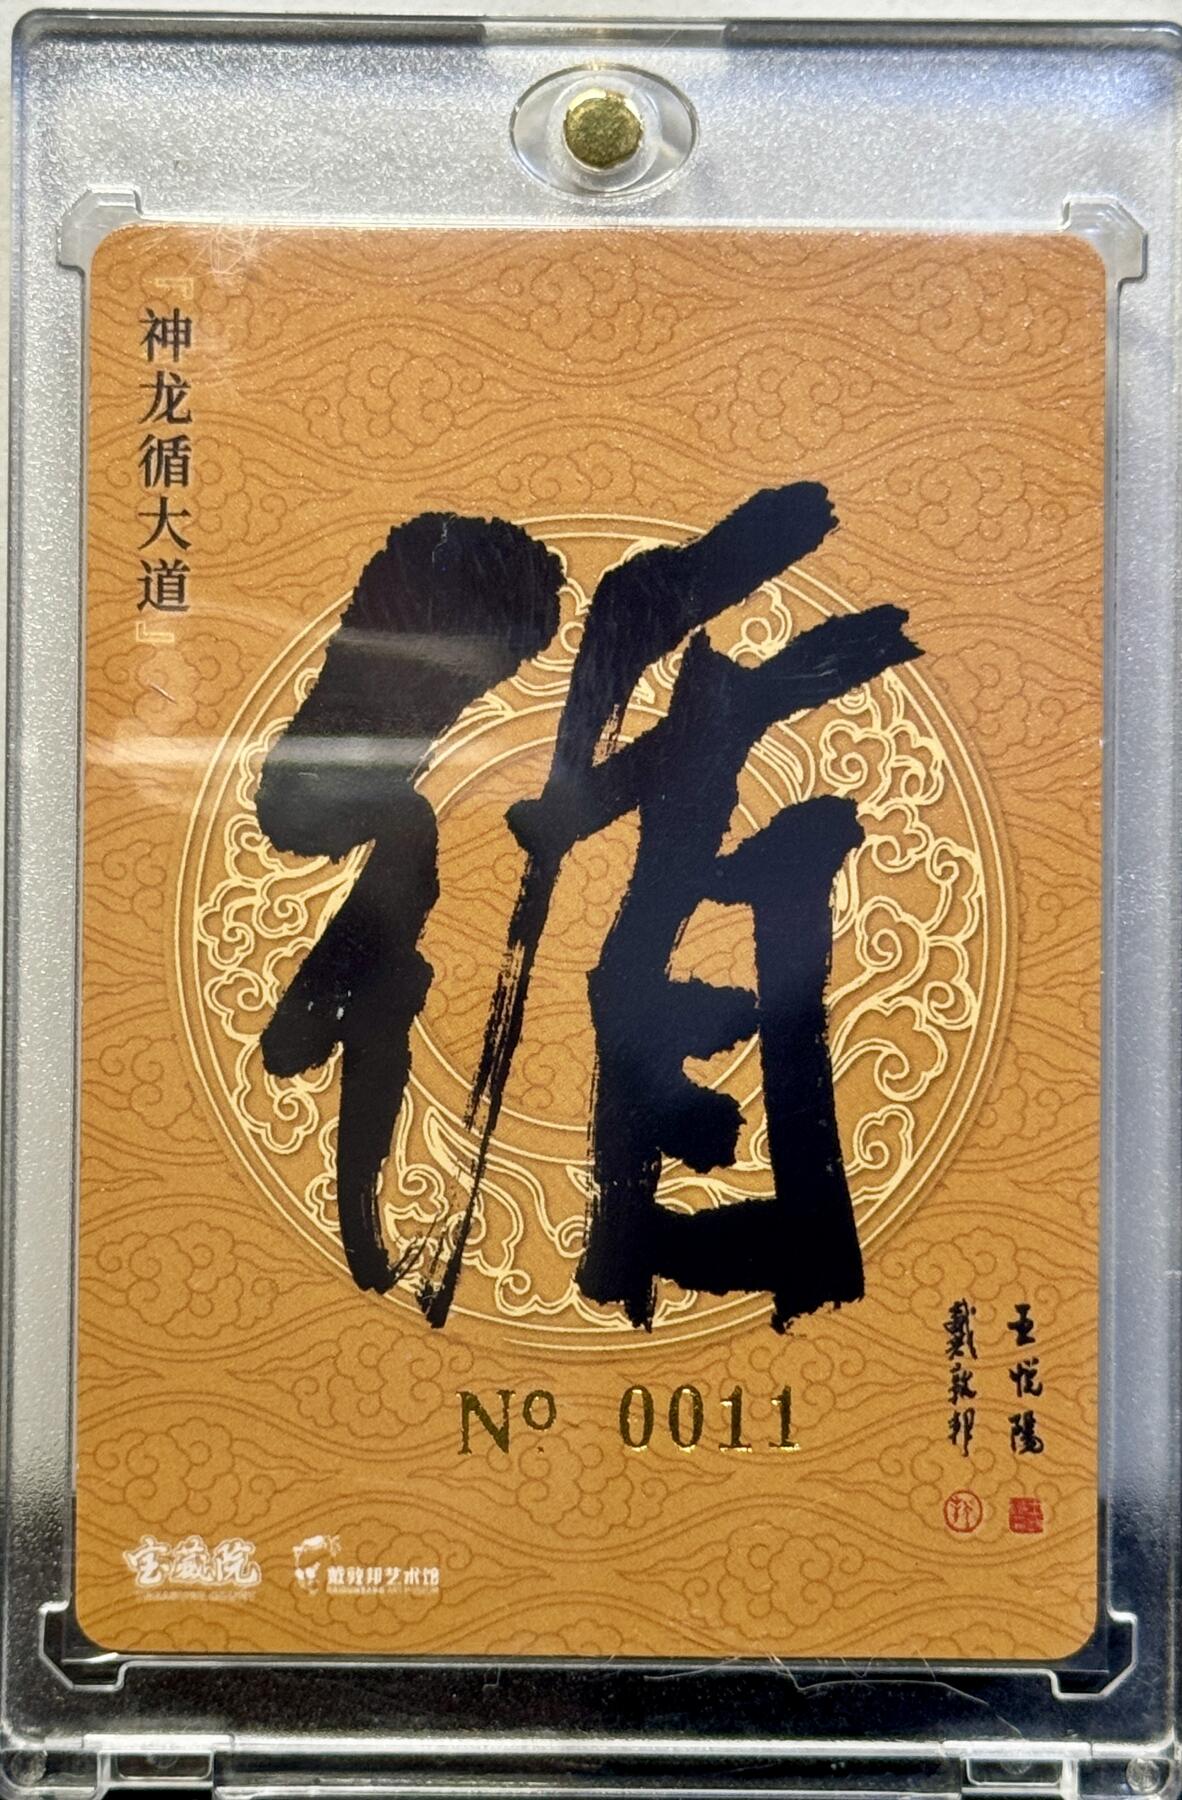 『神龙循大道』
循
Nº 0011
王悦陽
戴敦邦
宝藏院
戴敦邦艺术馆